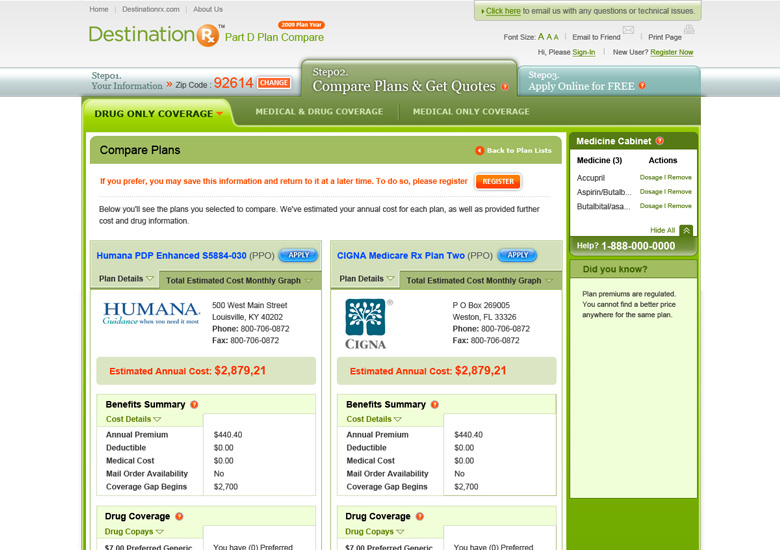 Home | Destinationrx.com | About Us
Click here to email us with any questions or technical issues.
2009 Plan Year
Destination Rx™ Part D Plan Compare
Font Size: A A A | Email to Friend | Print Page
Hi, Please Sign-In | New User? Register Now
Step01.
Your Information » Zip Code : 92614 CHANGE
Step02.
Compare Plans & Get Quotes ?
Step03.
Apply Online for FREE ?
DRUG ONLY COVERAGE
MEDICAL & DRUG COVERAGE
MEDICAL ONLY COVERAGE
Compare Plans
Back to Plan Lists
If you prefer, you may save this information and return to it at a later time. To do so, please register REGISTER
Below you'll see the plans you selected to compare. We've estimated your annual cost for each plan, as well as provided further
cost and drug information.
Humana PDP Enhanced S5884-030 (PPO) APPLY
Plan Details Total Estimated Cost Monthly Graph
HUMANA
Guidance when you need it most
500 West Main Street
Louisville, KY 40202
Phone: 800-706-0872
Fax: 800-706-0872
Estimated Annual Cost: $2,879,21
Benefits Summary ?
Cost Details
Annual Premium $440.40
Deductible $0.00
Medical Cost $0.00
Mail Order Availability No
Coverage Gap Begins $2,700
Drug Coverage ?
Drug Copays
$7.00 Preferred Generic You have (0) Preferred
CIGNA Medicare Rx Plan Two (PPO) APPLY
Plan Details Total Estimated Cost Monthly Graph
®
CIGNA
P O Box 269005
Weston, FL 33326
Phone: 800-706-0872
Fax: 800-706-0872
Estimated Annual Cost: $2,879,21
Benefits Summary ?
Cost Details
Annual Premium $440.40
Deductible $0.00
Medical Cost $0.00
Mail Order Availability No
Coverage Gap Begins $2,700
Drug Coverage ?
Drug Copays
$7.00 Preferred Generic You have (0) Preferred
Medicine Cabinet ?
Medicine (3) Actions
Accupril Dosage | Remove
Aspirin/Butalb... Dosage | Remove
Butalbital/asa... Dosage | Remove
Hide All
Help? 1-888-000-0000
Did you know?
Plan premiums are regulated.
You cannot find a better price
anywhere for the same plan.